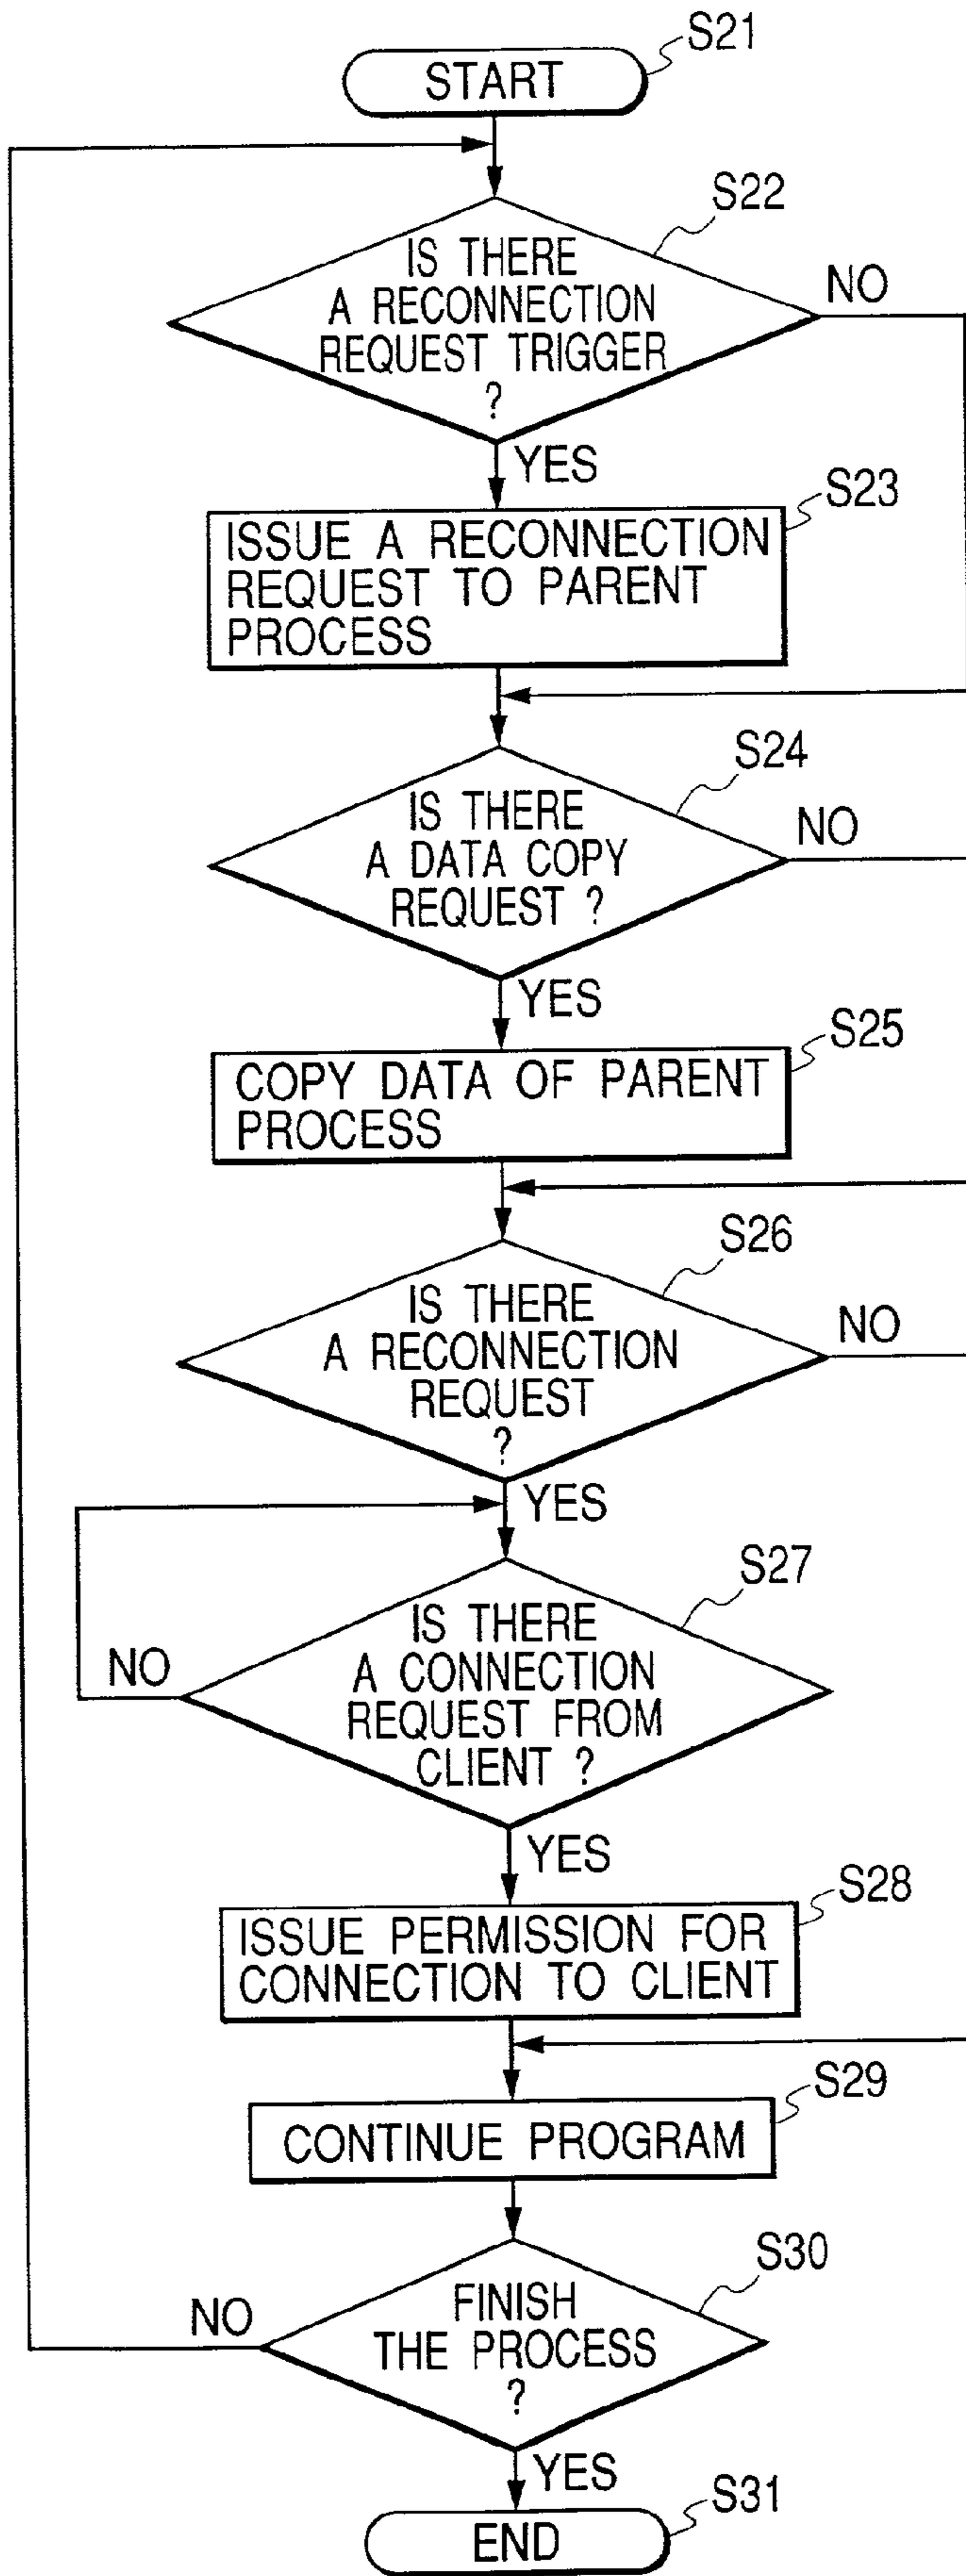 S21
START
S22
IS THERE
A RECONNECTION
REQUEST TRIGGER
?
NO
YES
S23
ISSUE A RECONNECTION
REQUEST TO PARENT
PROCESS
S24
IS THERE
A DATA COPY
REQUEST ?
NO
YES
S25
COPY DATA OF PARENT
PROCESS
S26
IS THERE
A RECONNECTION
REQUEST
?
NO
YES
S27
IS THERE
A CONNECTION
REQUEST FROM
CLIENT ?
NO
YES
S28
ISSUE PERMISSION FOR
CONNECTION TO CLIENT
S29
CONTINUE PROGRAM
S30
FINISH
THE PROCESS
?
NO
YES
S31
END